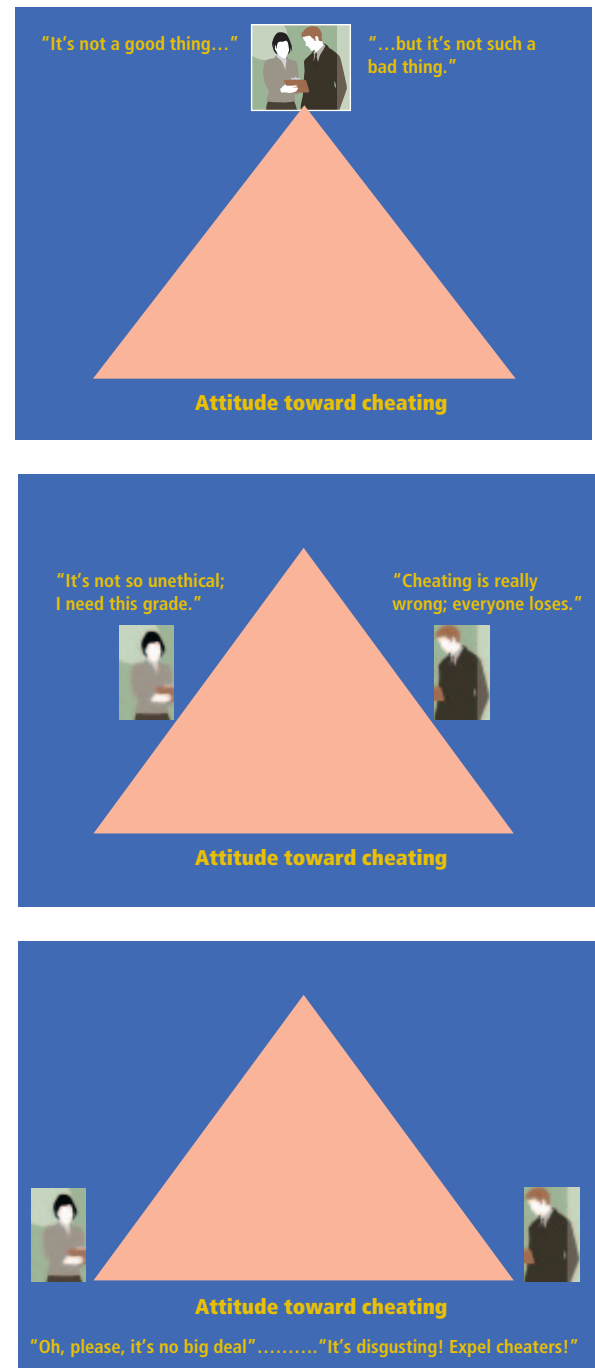 “It’s not a good thing…”
“…but it’s not such a
bad thing.”
Attitude toward cheating
“It’s not so unethical;
I need this grade.”
“Cheating is really
wrong; everyone loses.”
Attitude toward cheating
Attitude toward cheating
“Oh, please, it’s no big deal”……….“It’s disgusting! Expel cheaters!”